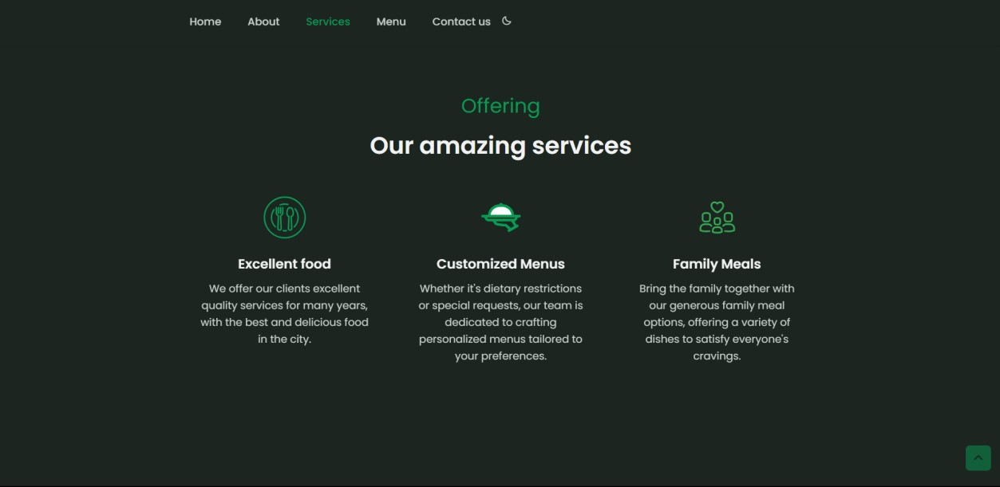 Home About Services Menu Contact us
Offering
Our amazing services
Excellent food
We offer our clients excellent
quality services for many years,
with the best and delicious food
in the city.
Customized Menus
Whether it's dietary restrictions
or special requests, our team is
dedicated to crafting
personalized menus tailored to
your preferences.
Family Meals
Bring the family together with
our generous family meal
options, offering a variety of
dishes to satisfy everyone's
cravings.